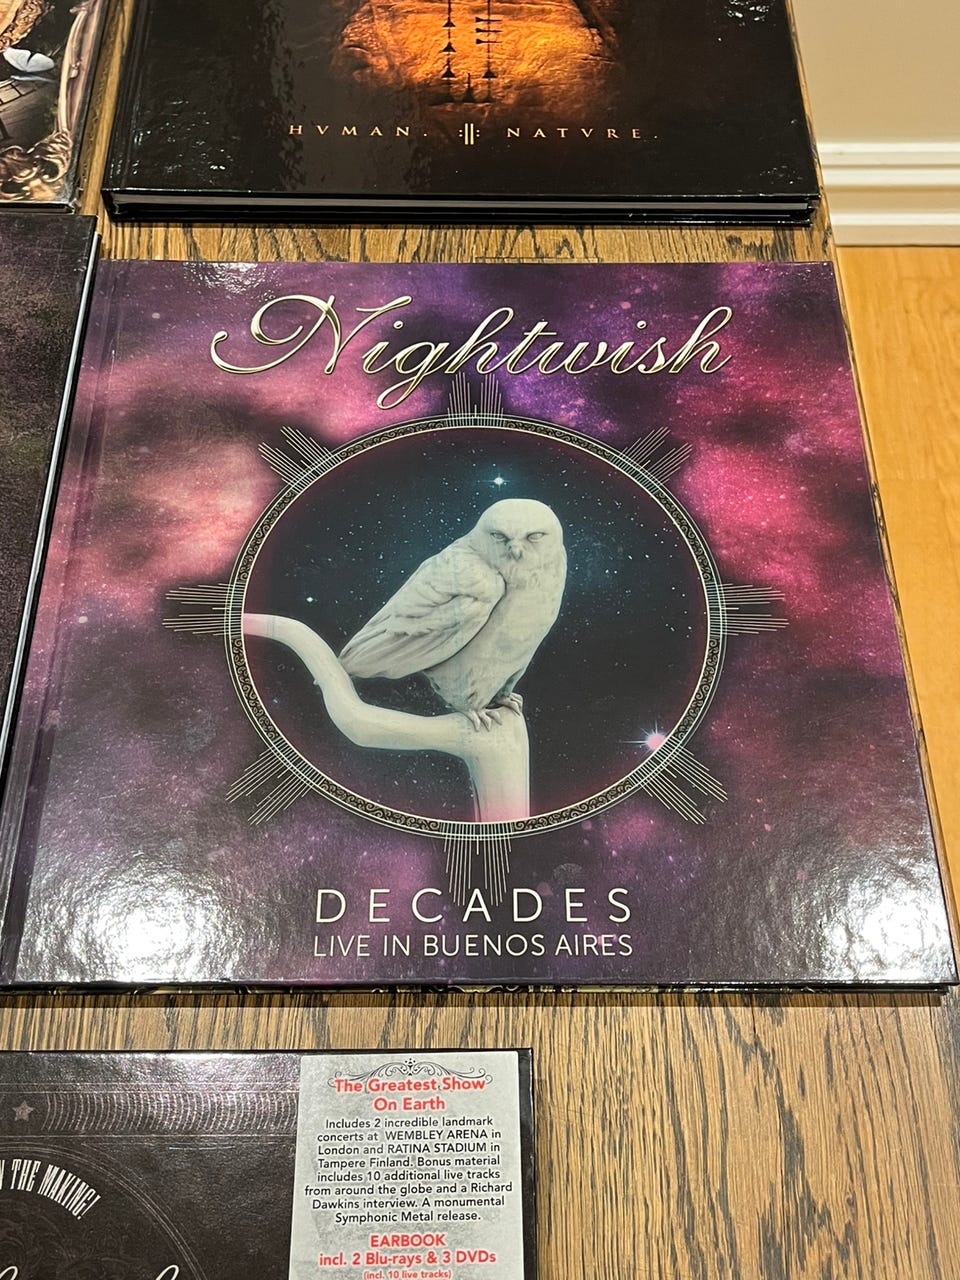 HVMAN. :||: NATVRE.
Nightwish
DECADES
LIVE IN BUENOS AIRES
THE MAKING!
The Greatest Show
On Earth
Includes 2 incredible landmark
concerts at WEMBLEY ARENA in
London and RATINA STADIUM in
Tampere Finland. Bonus material
includes 10 additional live tracks
from around the globe and a Richard
Dawkins interview. A monumental
Symphonic Metal release.
EARBOOK
incl. 2 Blu-rays & 3 DVDs
(incl. 10 live tracks)